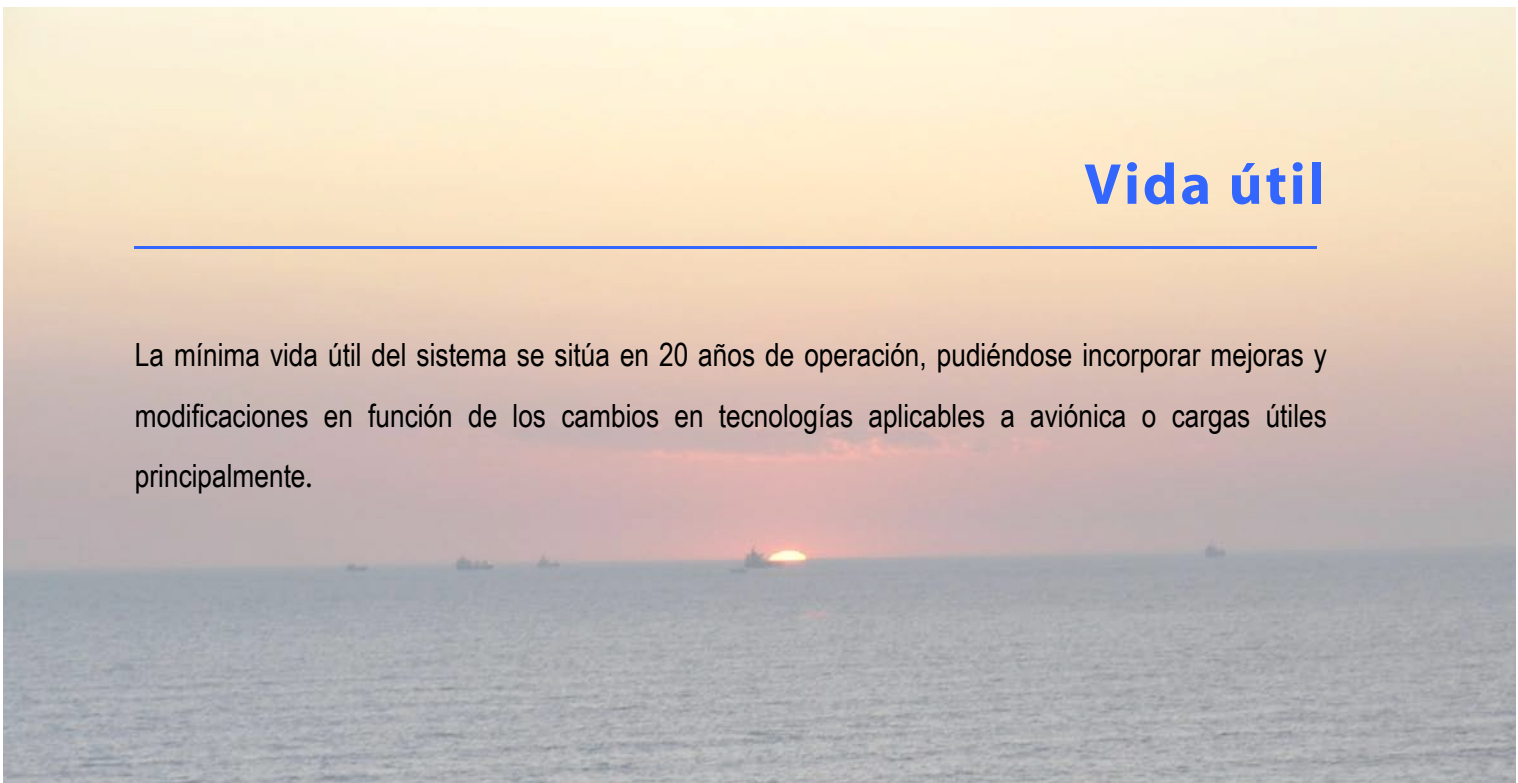 Vida útil
La mínima vida útil del sistema se sitúa en 20 años de operación, pudiéndose incorporar mejoras y
modificaciones en función de los cambios en tecnologías aplicables a aviónica o cargas útiles
principalmente.